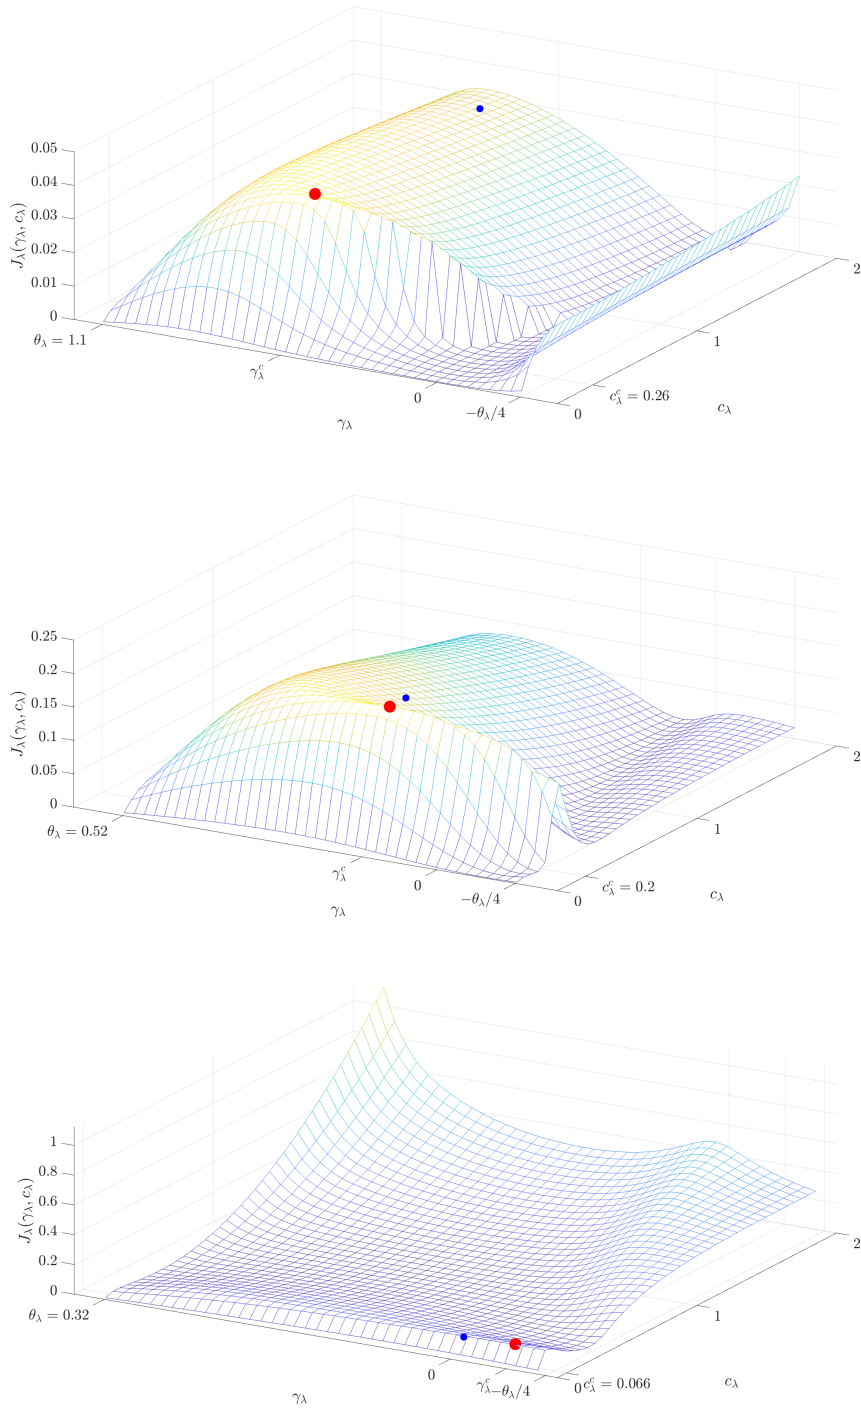 0.05
0.04
0.03
0.02
0.01
0
J_λ(γ_λ, c_λ)
θ_λ = 1.1
γ_λ^c
0
−θ_λ/4
γ_λ
0
c_λ^c = 0.26
1
2
c_λ
0.25
0.2
0.15
0.1
0.05
0
J_λ(γ_λ, c_λ)
θ_λ = 0.52
γ_λ^c
0
−θ_λ/4
γ_λ
0
c_λ^c = 0.2
1
2
c_λ
1
0.8
0.6
0.4
0.2
0
J_λ(γ_λ, c_λ)
θ_λ = 0.32
0
γ_λ^c
−θ_λ/4
γ_λ
0
c_λ^c = 0.066
1
2
c_λ